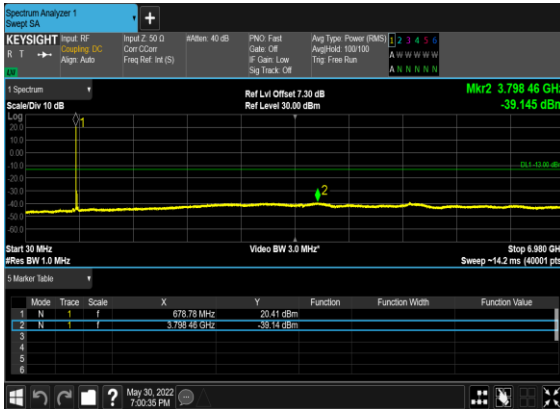 Spectrum Analyzer 1
Swept SA
+
KEYSIGHT Input: RF Input Z: 50 Ω #Atten: 40 dB PNO: Fast Avg Type: Power (RMS) 1 2 3 4 5 6
R T Coupling: DC Corr CCorr Gate: Off Avg|Hold: 100/100 A W W W W W
Align: Auto Freq Ref: Int (S) IF Gain: Low Trig: Free Run
Sig Track: Off A N N N N N
1 Spectrum
Ref Lvl Offset 7.30 dB Mkr2 3.798 46 GHz
Scale/Div 10 dB Ref Level 30.00 dBm -39.145 dBm
Log
1
20.0
10.0
0.00
-10.0
DL1 -13.00 dBm
-20.0
-30.0
2
-40.0
-50.0
-60.0
Start 30 MHz Video BW 3.0 MHz* Stop 6.980 GHz
#Res BW 1.0 MHz Sweep ~14.2 ms (40001 pts)
5 Marker Table
Mode Trace Scale X Y Function Function Width Function Value
1 N 1 f 678.78 MHz 20.41 dBm
2 N 1 f 3.798 46 GHz -39.14 dBm
3
4
5
6
?
May 30, 2022
7:00:35 PM